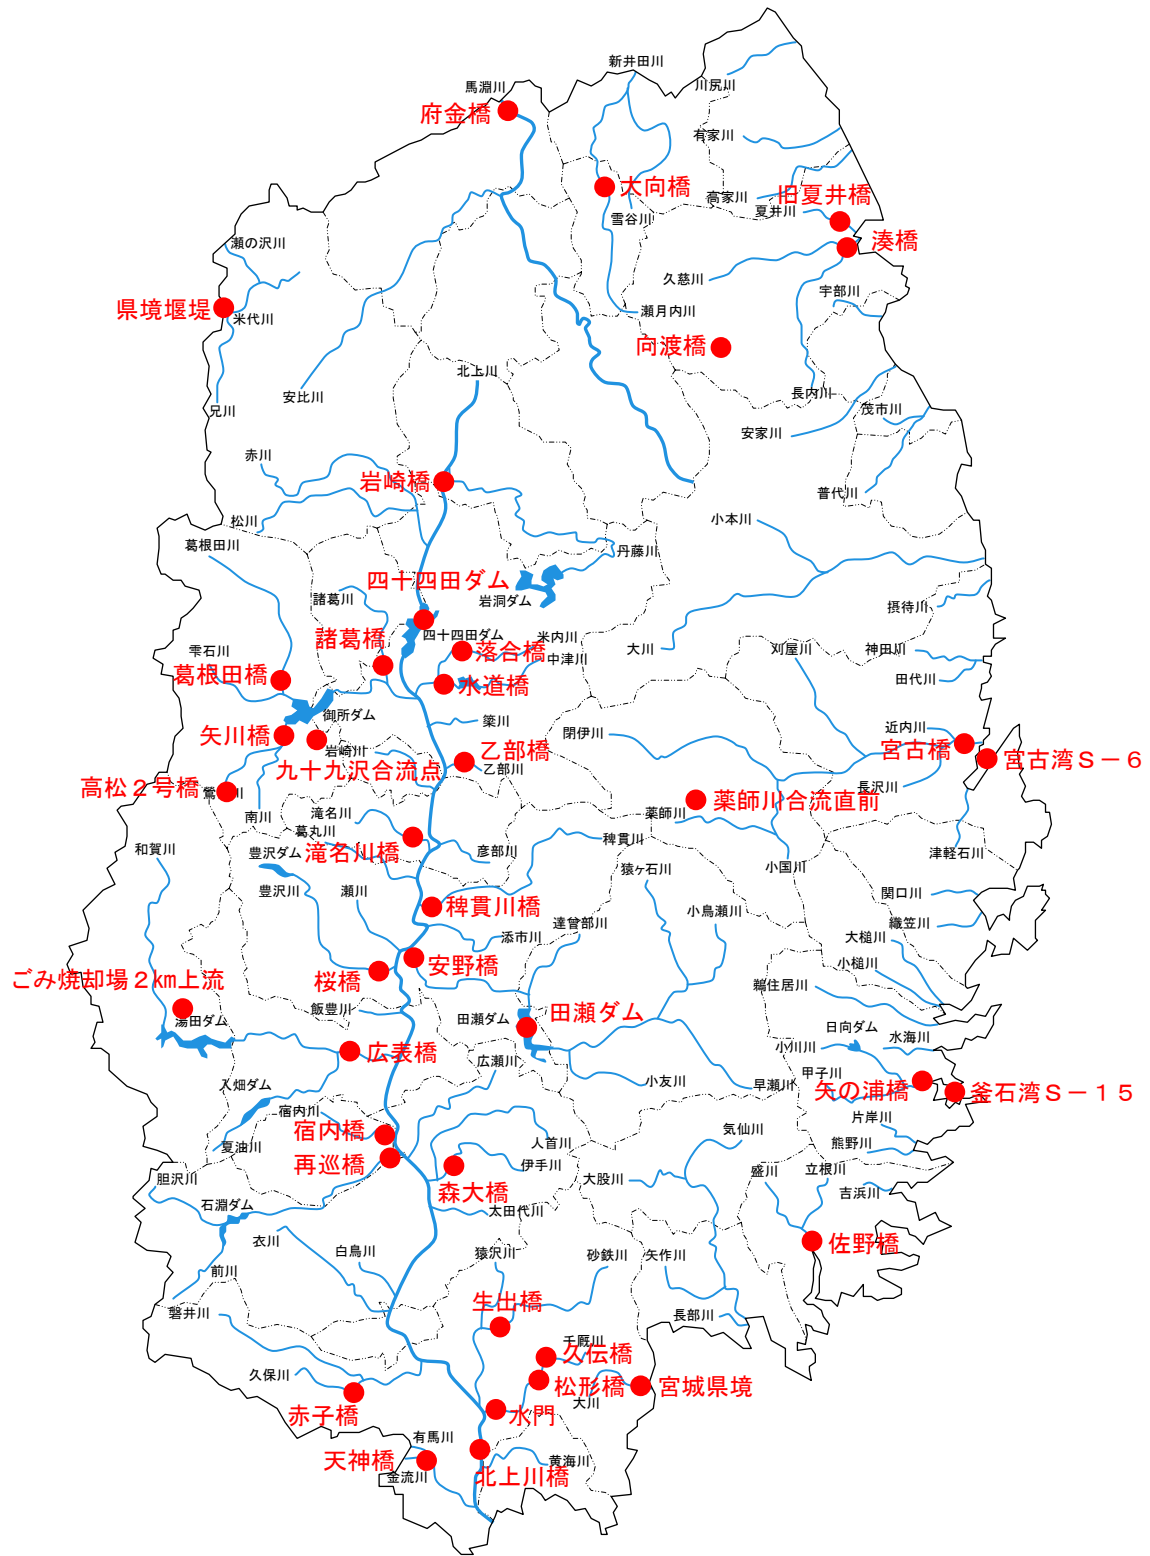 新井田川
馬淵川
川尻川
府金橋
有家川
大向橋
高家川
旧夏井橋
夏井川
雪谷川
湊橋
瀬の沢川
久慈川
宇部川
県境堰堤
米代川
瀬月内川
向渡橋
北上川
安比川
長内川
兄川
茂市川
安家川
赤川
岩崎橋
普代川
松川
小本川
葛根田川
丹藤川
四十四田ダム
諸葛川
岩洞ダム
摂待川
諸葛橋
四十四田ダム
米内川
雫石川
落合橋
大川
刈屋川
神田川
葛根田橋
中津川
水道橋
田代川
御所ダム
簗川
閉伊川
近内川
矢川橋
岩崎川
乙部橋
宮古橋
宮古湾S－6
九十九沢合流点
乙部川
高松2号橋
鶯川
長沢川
薬師川合流直前
南川
滝名川
薬師川
葛丸川
稗貫川
和賀川
豊沢ダム
滝名川橋
彦部川
津軽石川
猿ヶ石川
小国川
豊沢川
瀬川
関口川
稗貫川橋
小烏瀬川
達曽部川
織笠川
添市川
大槌川
安野橋
小槌川
ごみ焼却場2km上流
桜橋
鵜住居川
飯豊川
田瀬ダム
田瀬ダム
湯田ダム
日向ダム
水海川
広表橋
小川川
広瀬川
甲子川
入畑ダム
小友川
早瀬川
矢の浦橋
釜石湾S－15
宿内川
片岸川
宿内橋
気仙川
夏油川
人首川
熊野川
再巡橋
伊手川
胆沢川
森大橋
大股川
盛川
立根川
吉浜川
石淵ダム
太田代川
衣川
佐野橋
白鳥川
猿沢川
砂鉄川
矢作川
前川
生出橋
磐井川
長部川
千厩川
久伝橋
久保川
松形橋
宮城県境
赤子橋
大川
水門
有馬川
天神橋
黄海川
金流川
北上川橋